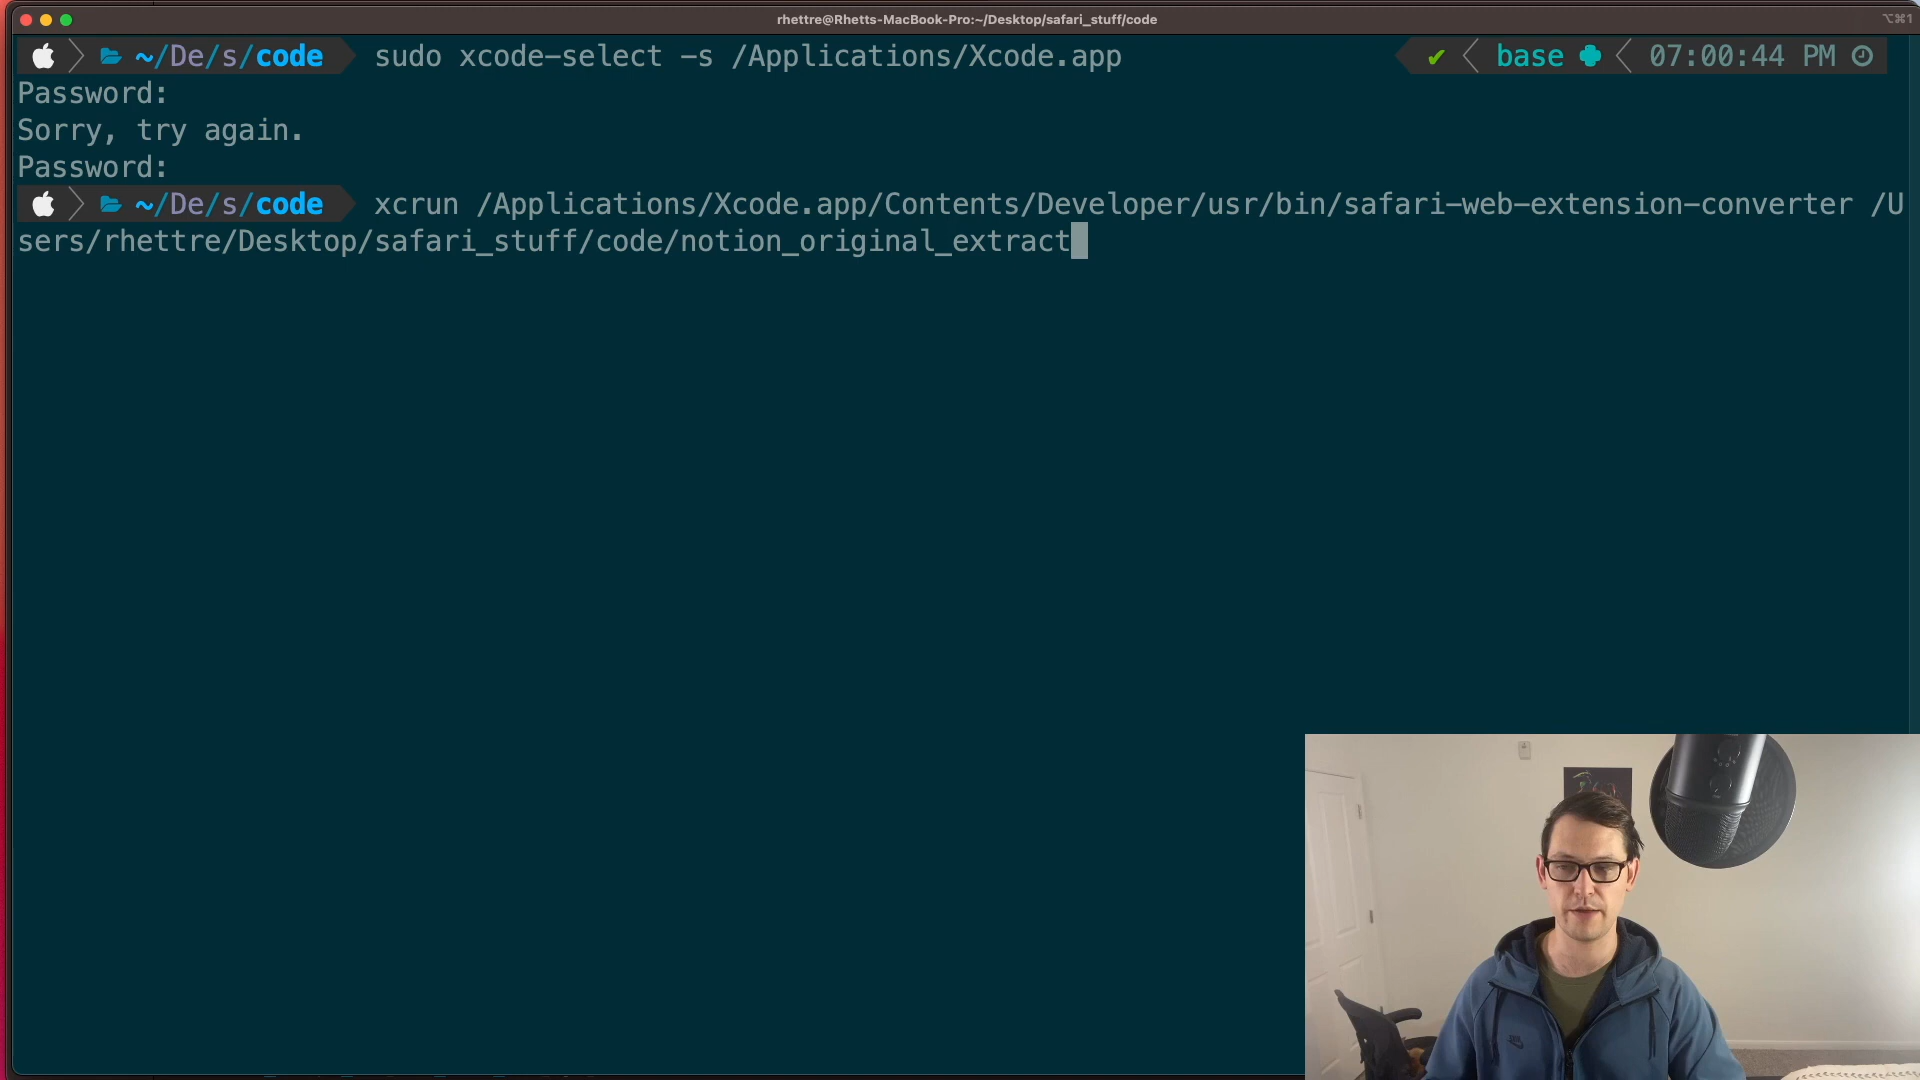 rhettre@Rhetts-MacBook-Pro:~/Desktop/safari_stuff/code
⌥⌘1
~/De/s/code sudo xcode-select -s /Applications/Xcode.app ✔ base 07:00:44 PM
Password:
Sorry, try again.
Password:
~/De/s/code xcrun /Applications/Xcode.app/Contents/Developer/usr/bin/safari-web-extension-converter /U
sers/rhettre/Desktop/safari_stuff/code/notion_original_extract